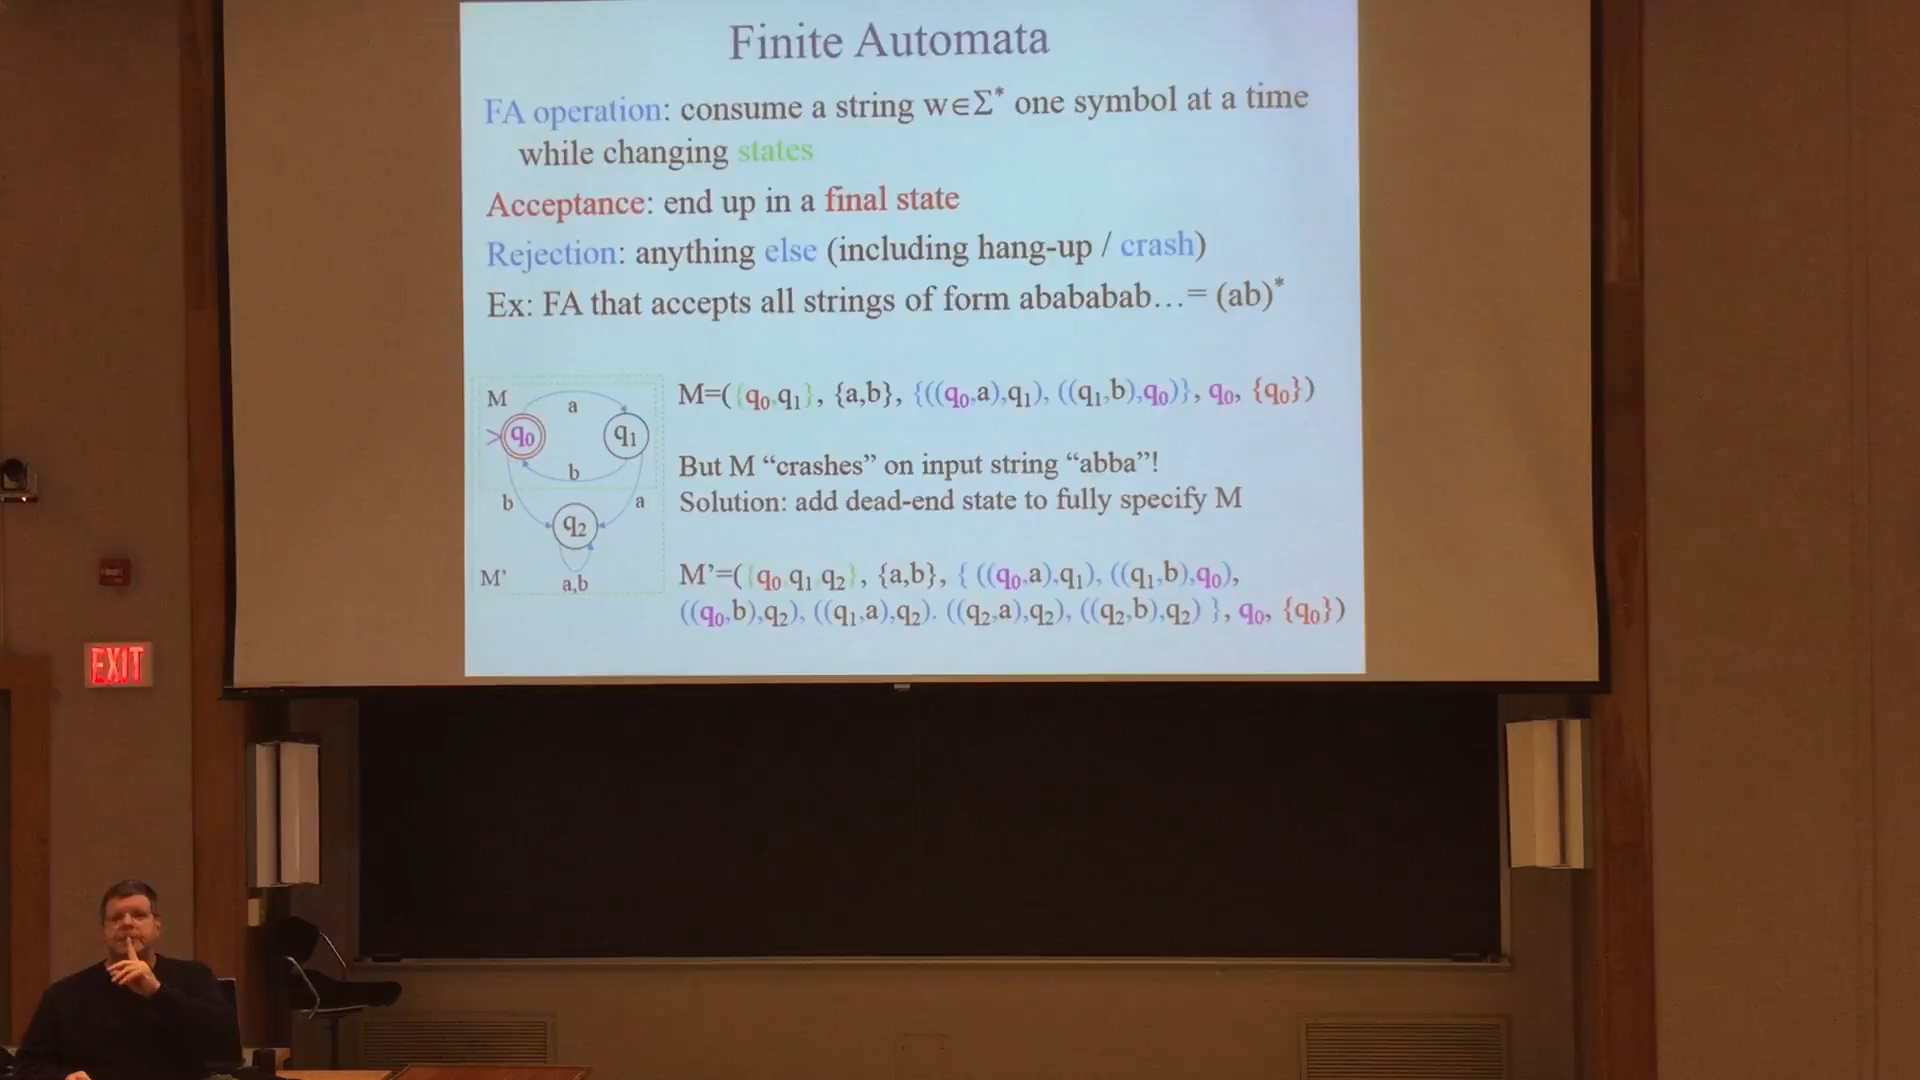 Finite Automata
FA operation: consume a string w∈Σ* one symbol at a time
while changing states
Acceptance: end up in a final state
Rejection: anything else (including hang-up / crash)
Ex: FA that accepts all strings of form abababab…= (ab)*
M
a
>q₀
q₁
b
b
a
q₂
M’
a,b
M=({q₀,q₁}, {a,b}, {((q₀,a),q₁), ((q₁,b),q₀)}, q₀, {q₀})
But M “crashes” on input string “abba”!
Solution: add dead-end state to fully specify M
M’=({q₀,q₁,q₂}, {a,b}, { ((q₀,a),q₁), ((q₁,b),q₀),
((q₀,b),q₂), ((q₁,a),q₂). ((q₂,a),q₂), ((q₂,b),q₂) }, q₀, {q₀})
EXIT